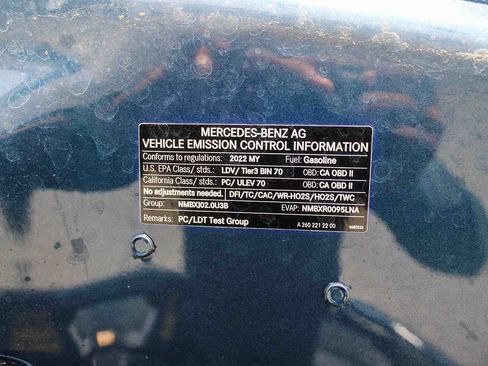 MERCEDES-BENZ AG
VEHICLE EMISSION CONTROL INFORMATION
Conforms to regulations: 2022 MY Fuel: Gasoline
U.S. EPA Class/ stds.: LDV/ Tier3 BIN 70 OBD: CA OBD II
California Class/ stds.: PC/ ULEV 70 OBD: CA OBD II
No adjustments needed. DFI/TC/CAC/WR-HO2S/HO2S/TWC
Group: NMBXJ02.0U3B EVAP: NMBXR0095LNA
Remarks: PC/LDT Test Group A 260 221 22 00